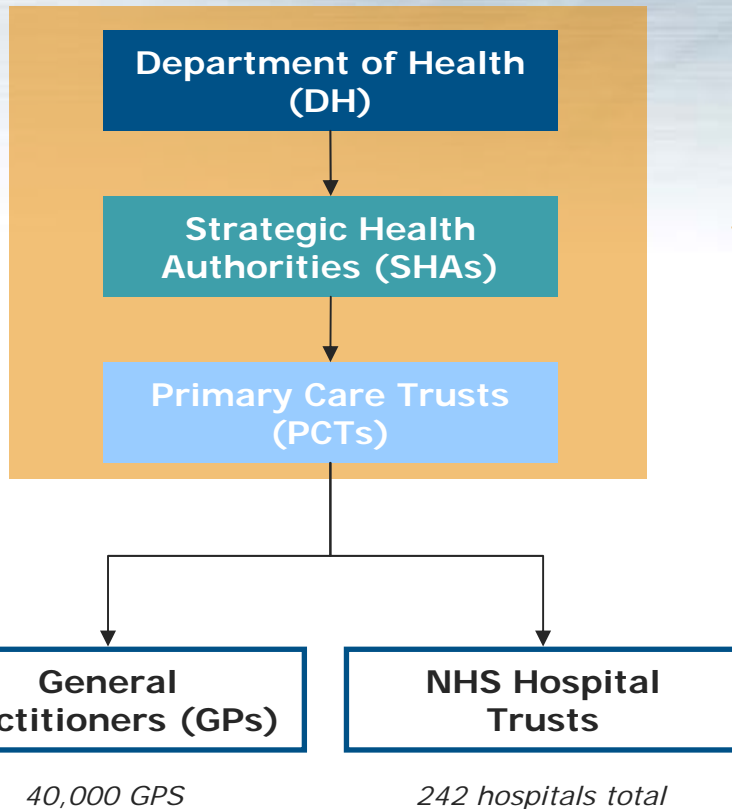 Department of Health
(DH)
Strategic Health
Authorities (SHAs)
Primary Care Trusts
(PCTs)
General
ctitioners (GPs)
NHS Hospital
Trusts
40,000 GPS
242 hospitals total